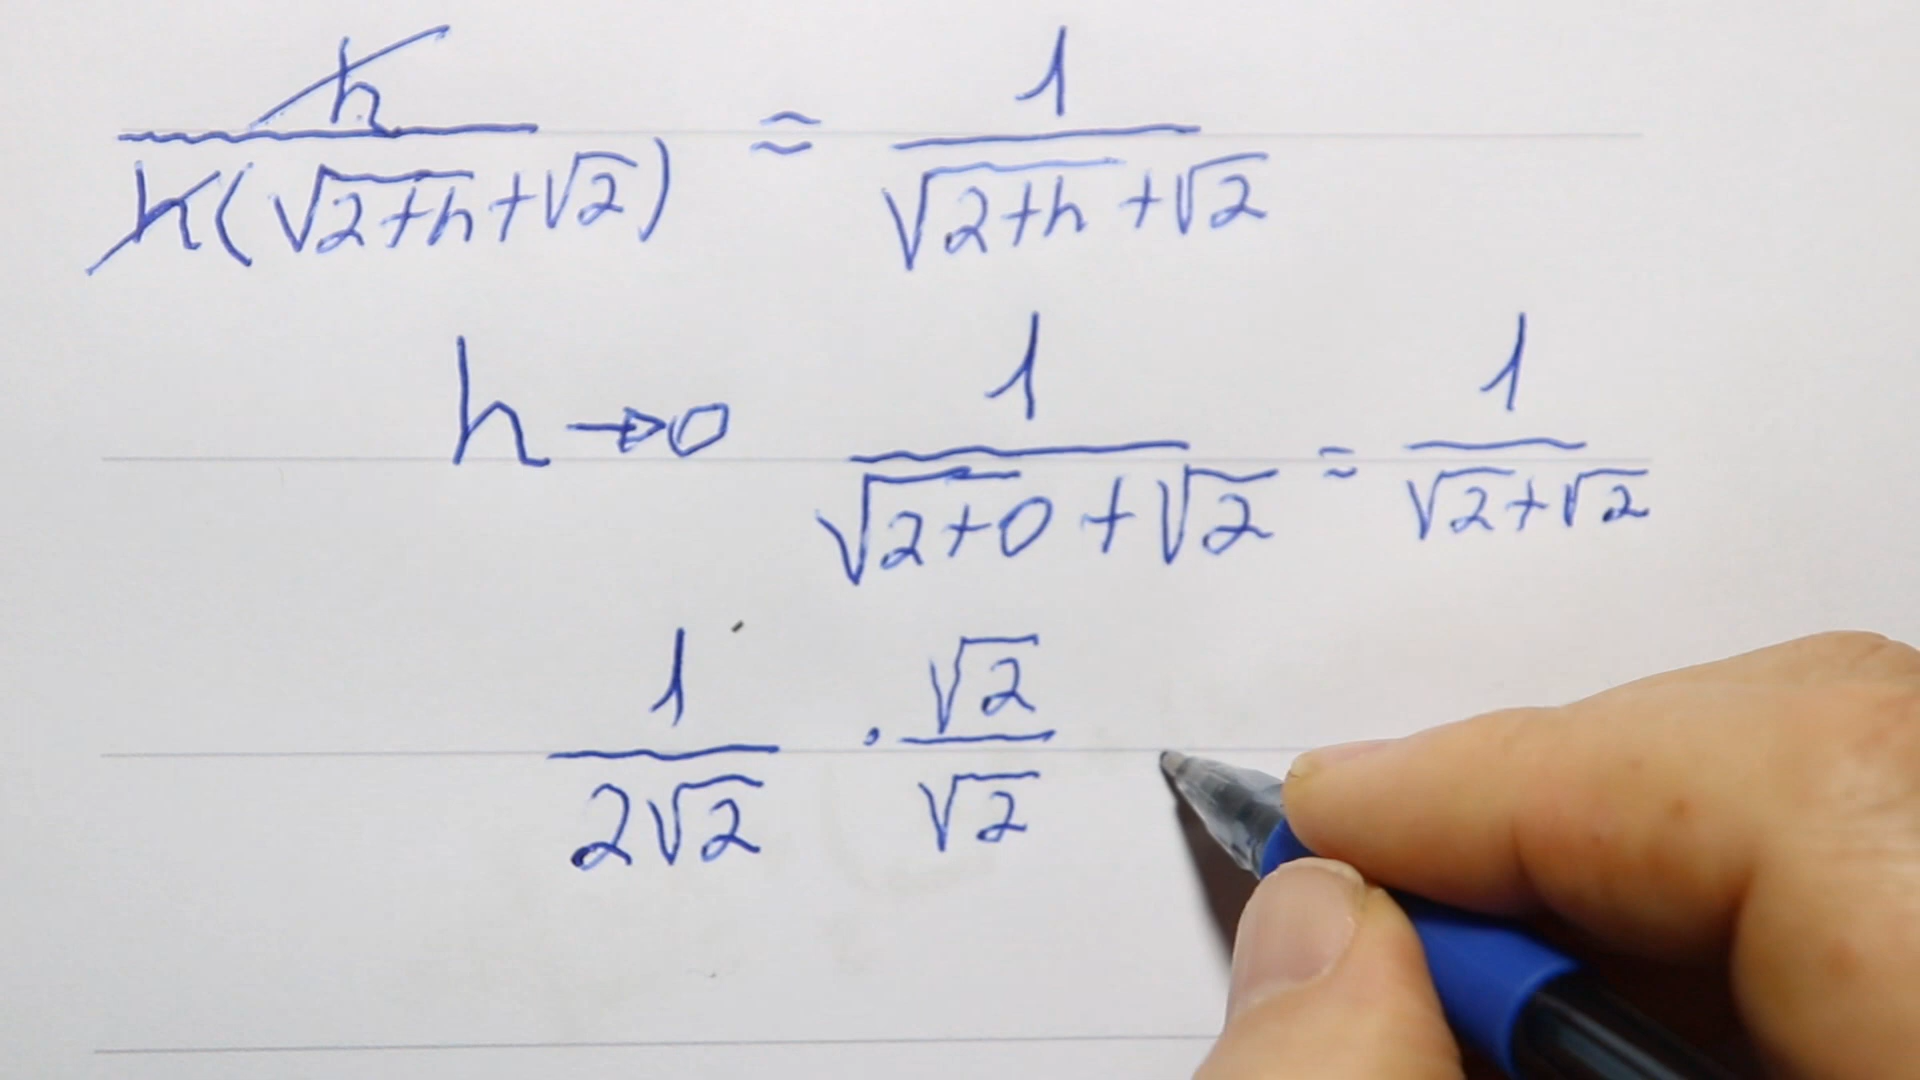 h/h(√2+h+√2) = 1/√2+h +√2
h→0 1/√2+0 +√2 = 1/√2+√2
1/2√2 · √2/√2